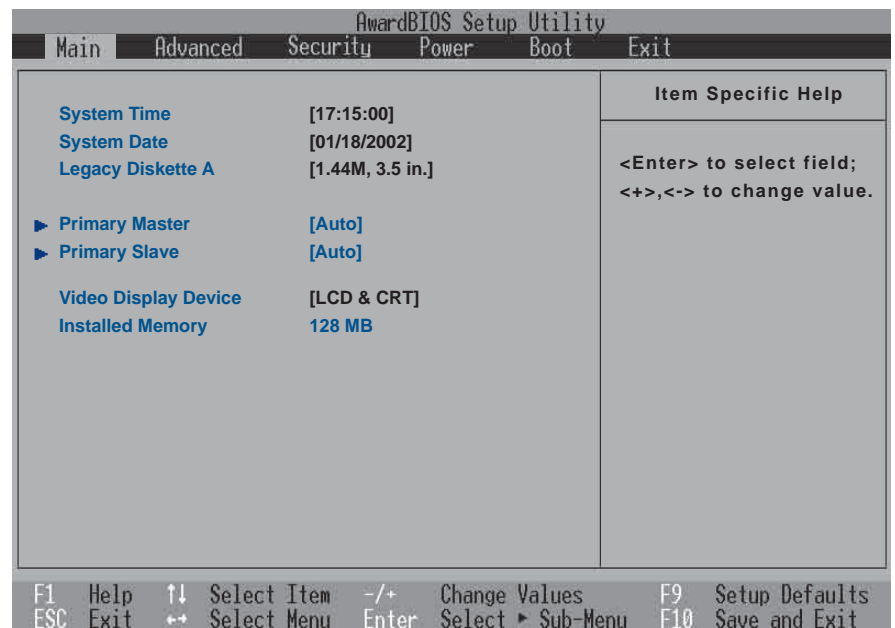 AwardBIOS Setup Utility
Main Advanced Security Power Boot Exit
System Time [17:15:00]
System Date [01/18/2002]
Legacy Diskette A [1.44M, 3.5 in.]
▶ Primary Master [Auto]
▶ Primary Slave [Auto]
Video Display Device [LCD & CRT]
Installed Memory 128 MB
Item Specific Help
<Enter> to select field;
<+>,<-> to change value.
F1 Help ↑↓ Select Item -/+ Change Values F9 Setup Defaults
ESC Exit ←→ Select Menu Enter Select ▶ Sub-Menu F10 Save and Exit